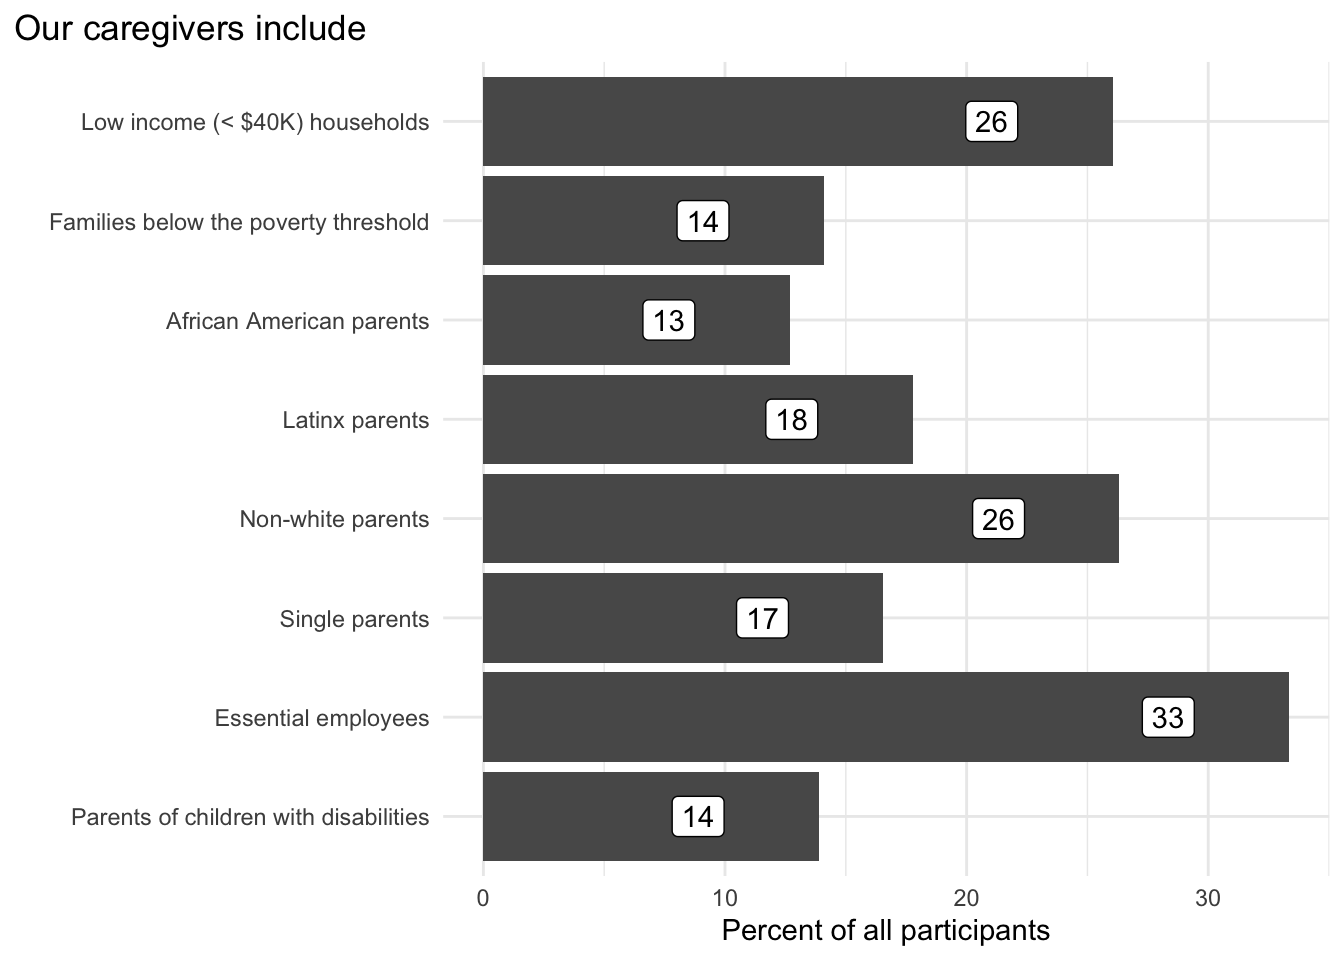 Our caregivers include
Low income (< $40K) households
26
Families below the poverty threshold
14
African American parents
13
Latinx parents
18
Non-white parents
26
Single parents
17
Essential employees
33
Parents of children with disabilities
14
0 10 20 30
Percent of all participants